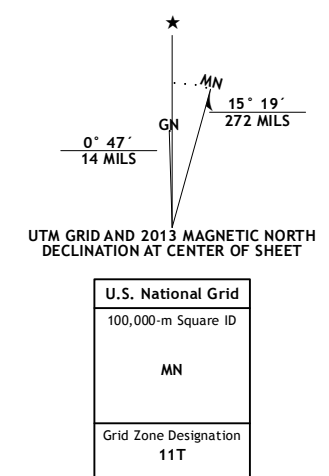 MN
15° 19´
272 MILS
GN
0° 47´
14 MILS
UTM GRID AND 2013 MAGNETIC NORTH
DECLINATION AT CENTER OF SHEET
U.S. National Grid
100,000-m Square ID
MN
Grid Zone Designation
11T